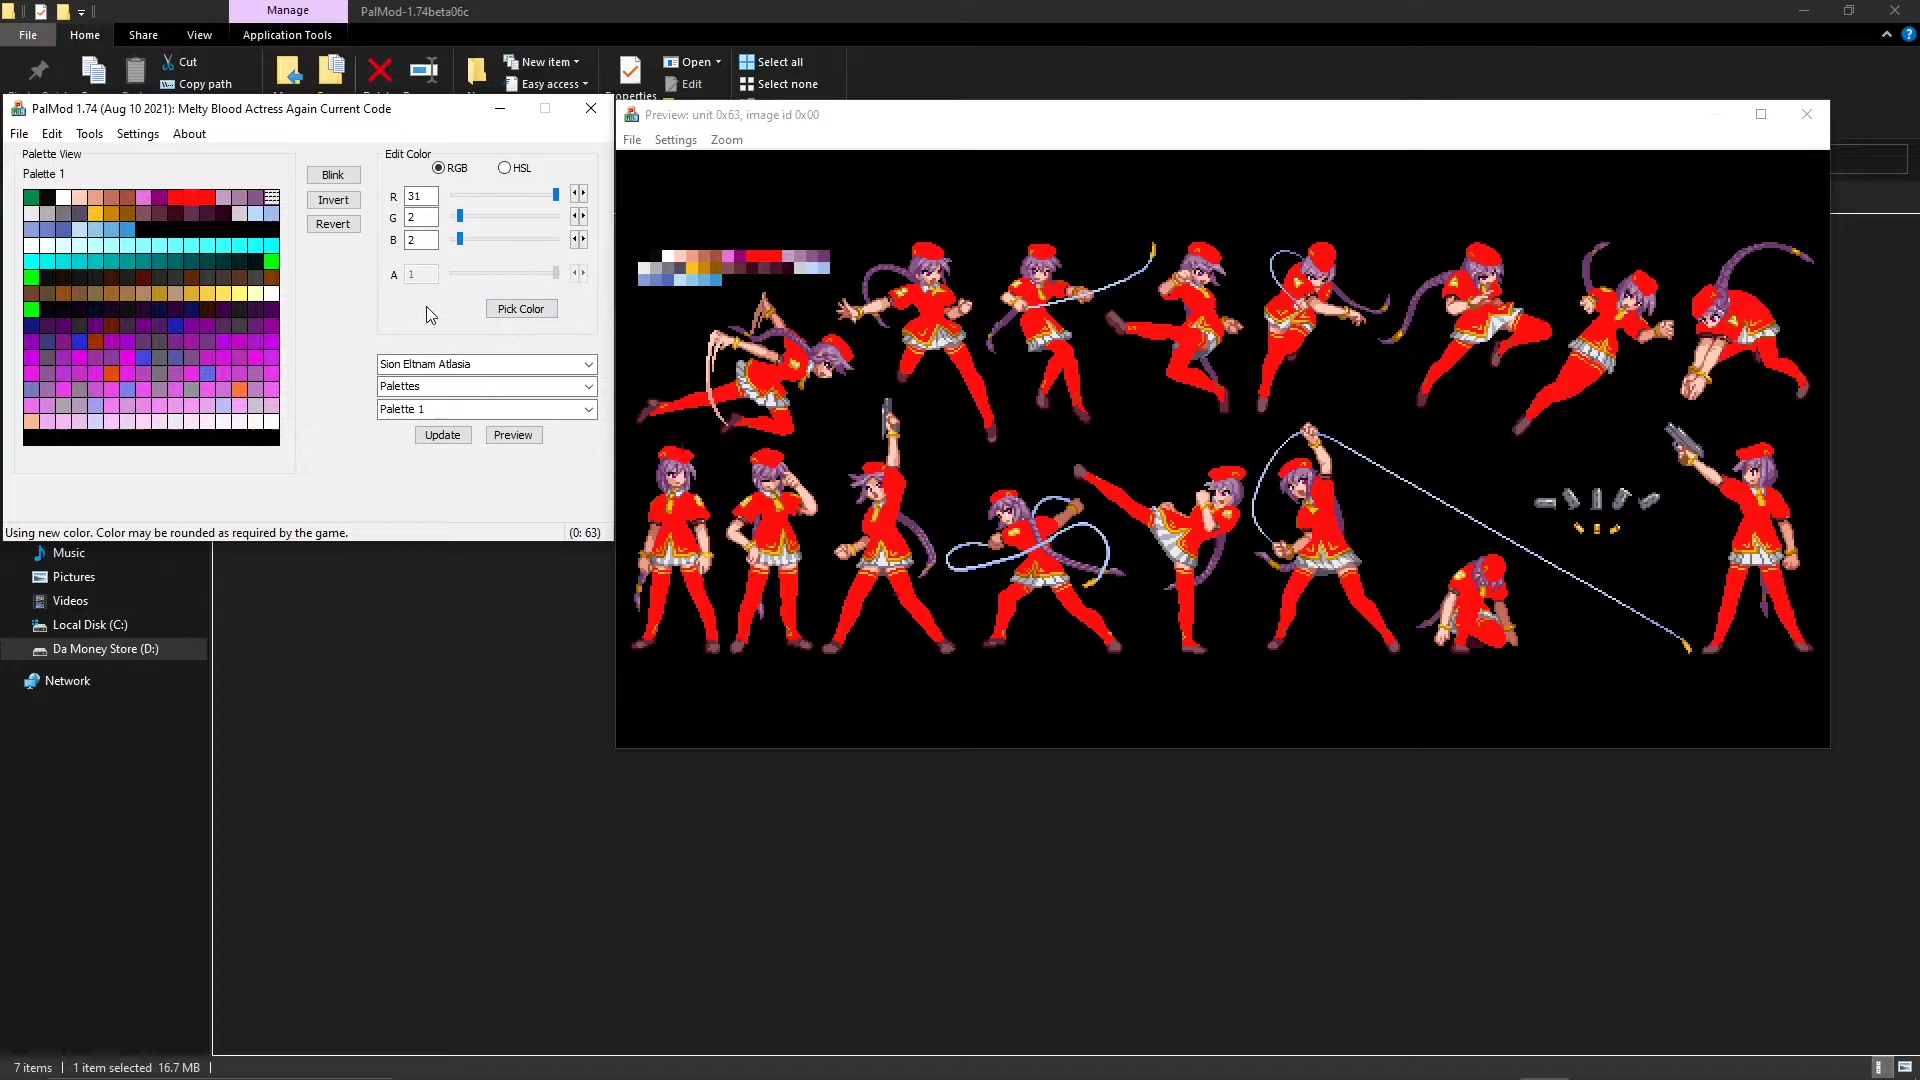 Manage
PalMod-1.74beta06c
File
Home
Share
View
Application Tools
Cut
Copy path
New item
Easy access
Properties
Open
Edit
Select all
Select none
PalMod 1.74 (Aug 10 2021): Melty Blood Actress Again Current Code
File
Edit
Tools
Settings
About
Palette View
Palette 1
Blink
Invert
Revert
Edit Color
RGB
HSL
R 31
G 2
B 2
A 1
Pick Color
Sion Eltnam Atlasia
Palettes
Palette 1
Update
Preview
Using new color. Color may be rounded as required by the game.
(0: 63)
Preview: unit 0x63, image id 0x00
File
Settings
Zoom
Music
Pictures
Videos
Local Disk (C:)
Da Money Store (D:)
Network
7 items
1 item selected 16.7 MB